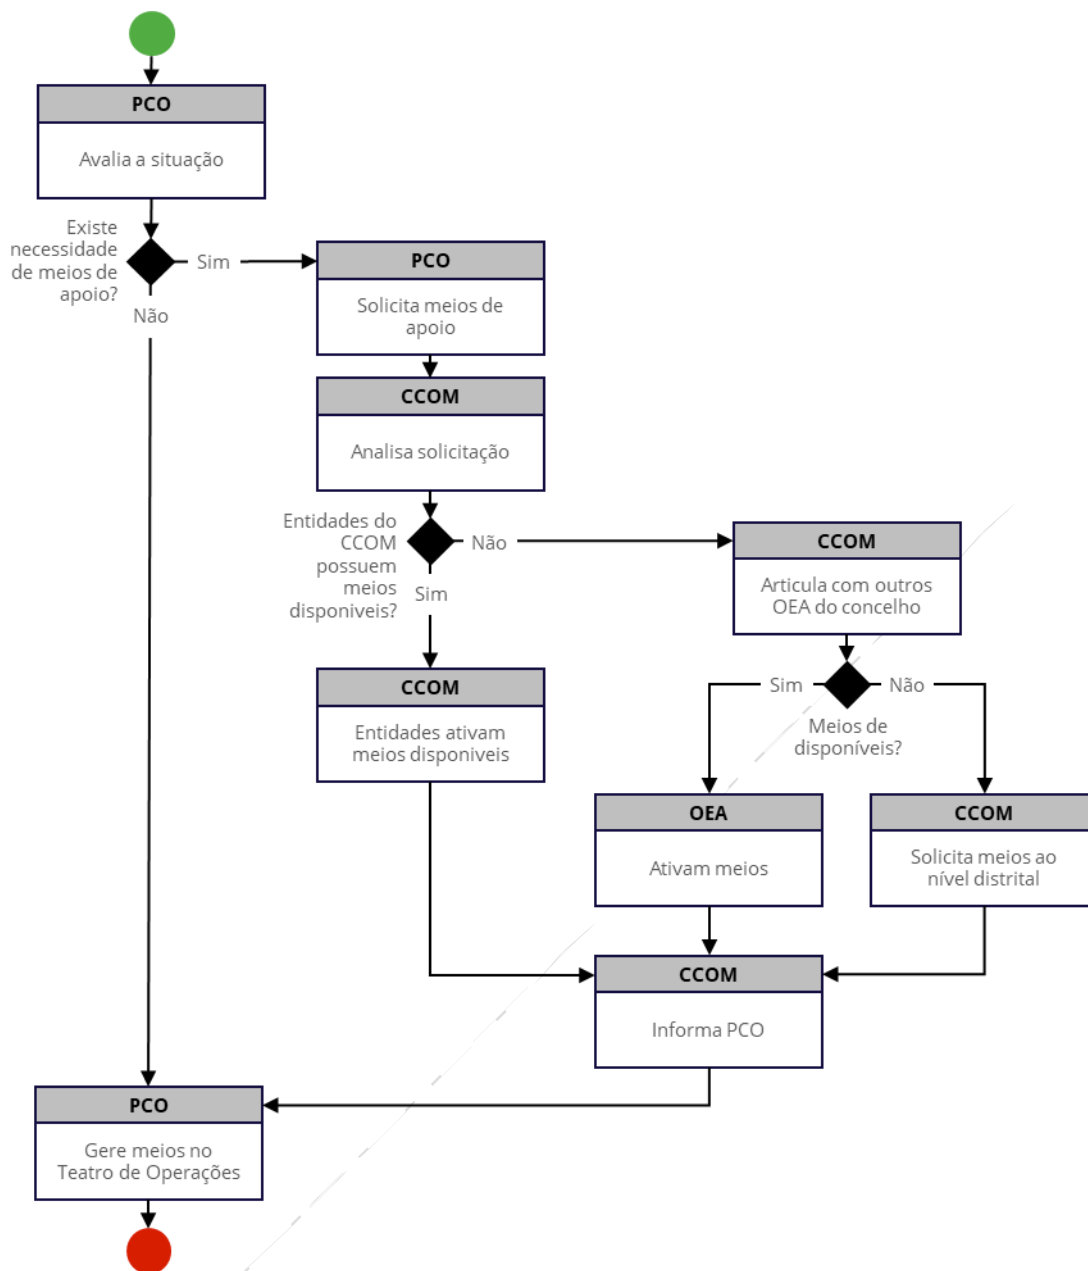 PCO
Avalia a situação
Existe
necessidade
de meios de
apoio?
Sim
Não
PCO
Solicita meios de
apoio
CCOM
Analisa solicitação
Entidades do
CCOM
possuem
meios
disponiveis?
Não
Sim
CCOM
Articula com outros
OEA do concelho
CCOM
Entidades ativam
meios disponiveis
Sim
Não
Meios de
disponíveis?
OEA
Ativam meios
CCOM
Solicita meios ao
nível distrital
CCOM
Informa PCO
PCO
Gere meios no
Teatro de Operações